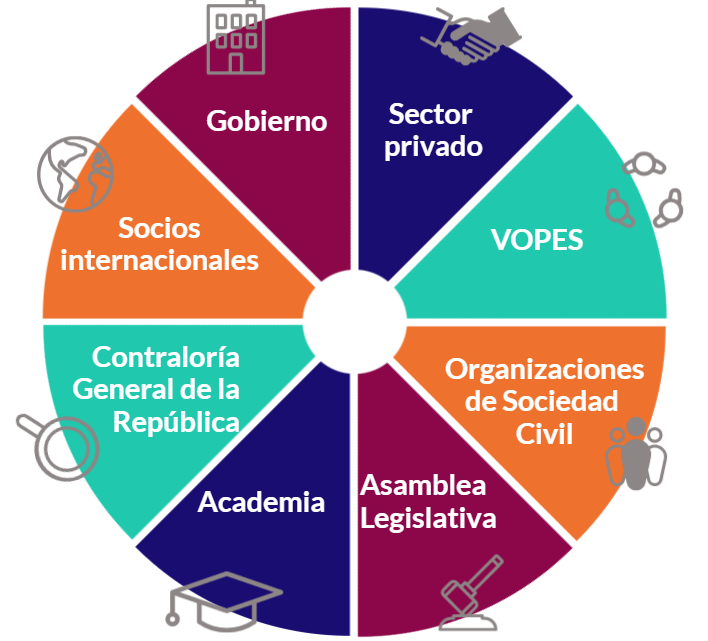 Gobierno
Sector
privado
VOPES
Organizaciones
de Sociedad
Civil
Asamblea
Legislativa
Academia
Contraloría
General de la
República
Socios
internacionales